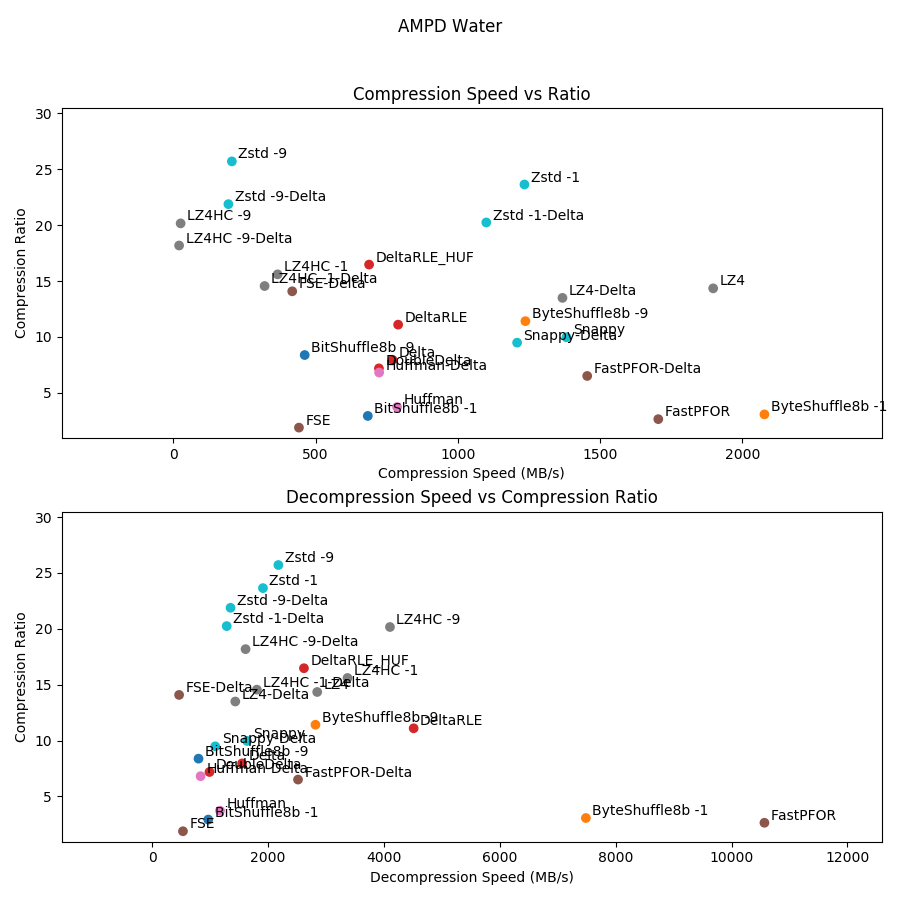 AMPD Water
Compression Speed vs Ratio
30
25
20
15
10
5
Compression Ratio
Zstd -9
Zstd -1
Zstd -9-Delta
Zstd -1-Delta
LZ4HC -9
LZ4HC -9-Delta
DeltaRLE_HUF
LZ4HC -1
LZ4HC -1-Delta
FSE-Delta
LZ4
LZ4-Delta
ByteShuffle8b -9
DeltaRLE
Snappy
Snappy-Delta
BitShuffle8b -9
Delta
DoubleDelta
Huffman-Delta
FastPFOR-Delta
Huffman
BitShuffle8b -1
ByteShuffle8b -1
FastPFOR
FSE
0
500
1000
1500
2000
Compression Speed (MB/s)
Decompression Speed vs Compression Ratio
30
25
20
15
10
5
Compression Ratio
Zstd -9
Zstd -1
Zstd -9-Delta
Zstd -1-Delta
LZ4HC -9
LZ4HC -9-Delta
DeltaRLE_HUF
LZ4HC -1
LZ4HC -1-Delta
LZ4
FSE-Delta
LZ4-Delta
ByteShuffle8b -9
DeltaRLE
Snappy
Snappy-Delta
BitShuffle8b -9
Delta
DoubleDelta
Huffman-Delta
FastPFOR-Delta
Huffman
BitShuffle8b -1
ByteShuffle8b -1
FastPFOR
FSE
0
2000
4000
6000
8000
10000
12000
Decompression Speed (MB/s)